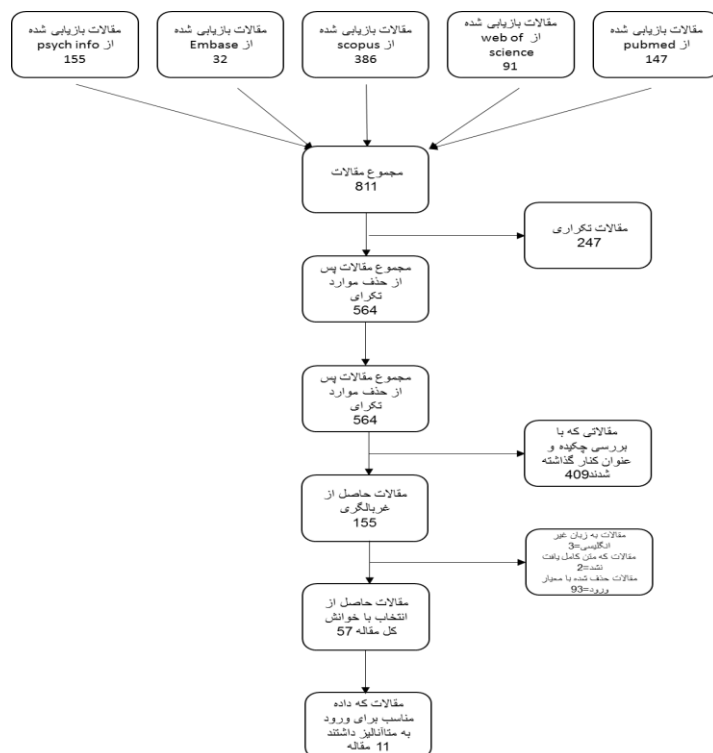 مقالات بازیابی شده
از pubmed
147
مقالات بازیابی شده
از web of
science
91
مقالات بازیابی شده
از scopus
386
مقالات بازیابی شده
از Embase
32
مقالات بازیابی شده
از psych info
155
مجموع مقالات
811
مقالات تکراری
247
مجموع مقالات پس
از حذف موارد
تکرای
564
مجموع مقالات پس
از حذف موارد
تکرای
564
مقالاتی که با
بررسی چکیده و
عنوان کنار گذاشته
شدند409
مقالات حاصل از
غربالگری
155
مقالات به زبان غیر
انگلیسی=3
مقالات که متن کامل یافت
نشد=2
مقالات حذف شده با معیار
ورود=93
مقالات حاصل از
انتخاب با خوانش
کل مقاله 57
مقالات که داده
مناسب برای ورود
به متاآنالیز داشتند
11 مقاله